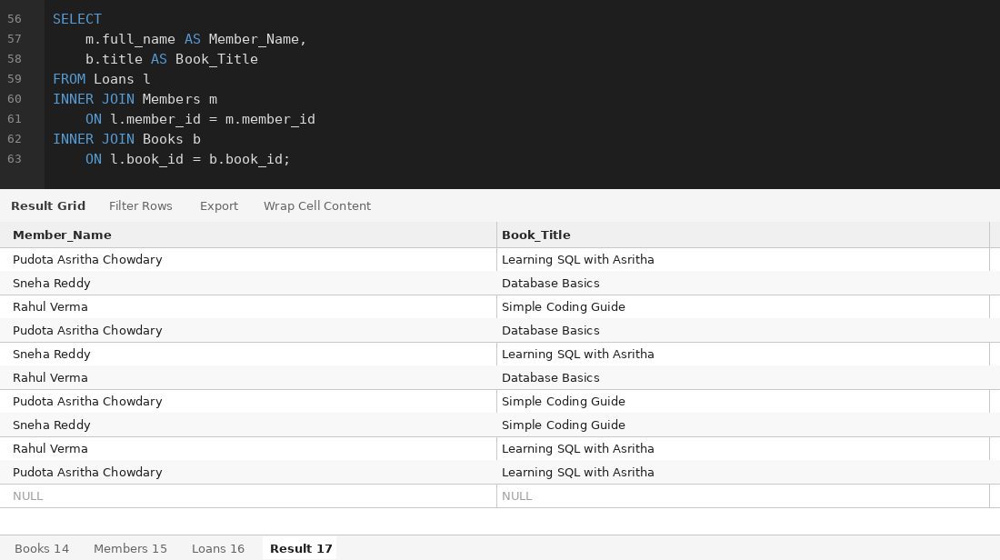 56 SELECT
57     m.full_name AS Member_Name,
58     b.title AS Book_Title
59 FROM Loans l
60 INNER JOIN Members m
61     ON l.member_id = m.member_id
62 INNER JOIN Books b
63     ON l.book_id = b.book_id;
Result Grid Filter Rows Export Wrap Cell Content
Member_Name Book_Title
Pudota Asritha Chowdary Learning SQL with Asritha
Sneha Reddy Database Basics
Rahul Verma Simple Coding Guide
Pudota Asritha Chowdary Database Basics
Sneha Reddy Learning SQL with Asritha
Rahul Verma Database Basics
Pudota Asritha Chowdary Simple Coding Guide
Sneha Reddy Simple Coding Guide
Rahul Verma Learning SQL with Asritha
Pudota Asritha Chowdary Learning SQL with Asritha
NULL NULL
Books 14 Members 15 Loans 16 Result 17